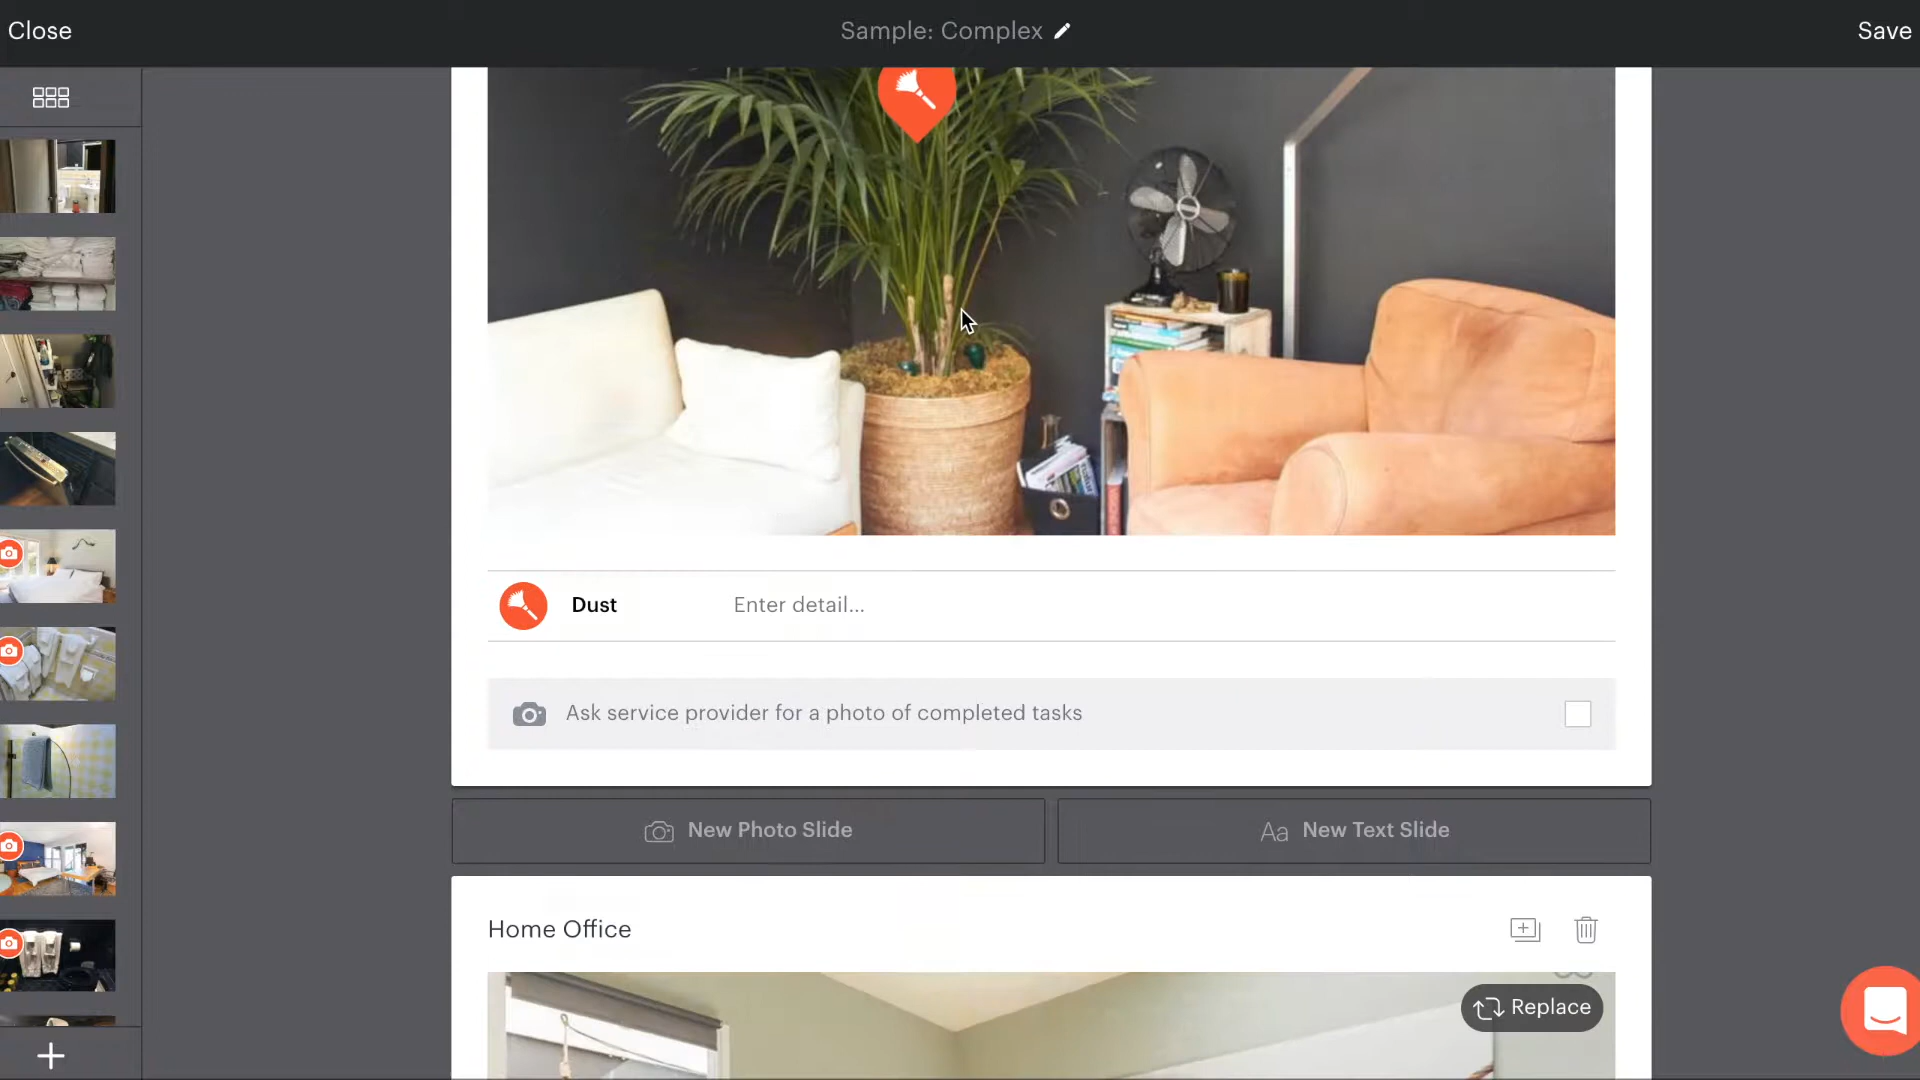 Close
Sample: Complex
Save
Dust
Enter detail...
Ask service provider for a photo of completed tasks
New Photo Slide
Aa New Text Slide
Home Office
Replace